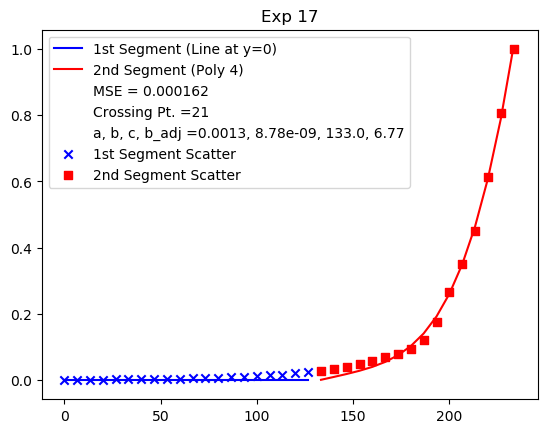 Exp 17
1st Segment (Line at y=0)
2nd Segment (Poly 4)
MSE = 0.000162
Crossing Pt. =21
a, b, c, b_adj =0.0013, 8.78e-09, 133.0, 6.77
1st Segment Scatter
2nd Segment Scatter
1.0
0.8
0.6
0.4
0.2
0.0
0
50
100
150
200